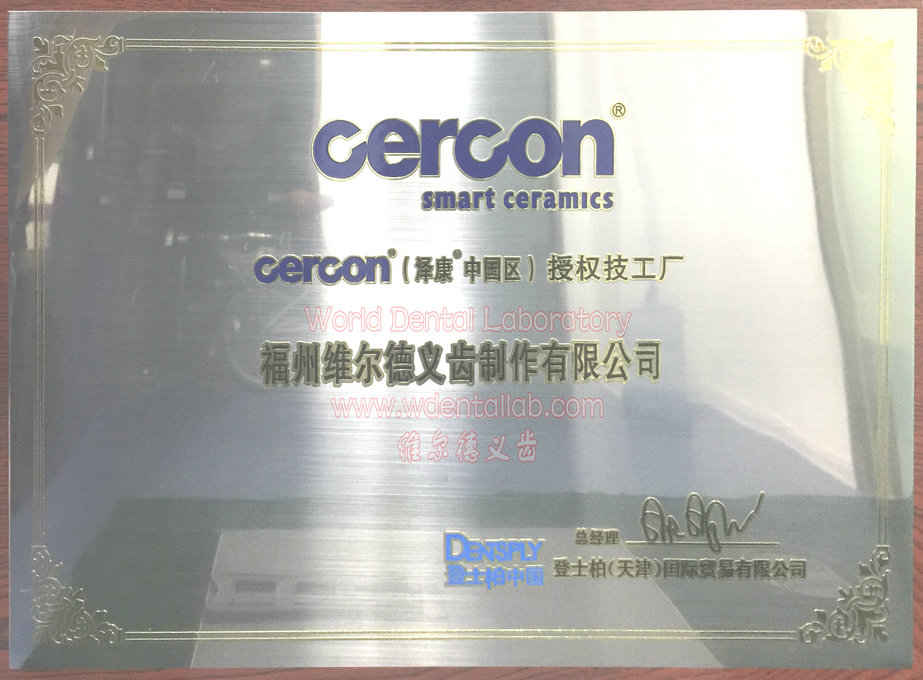 cercon®
smart ceramics
cercon®(泽康®中国区)授权技工厂
World Dental Laboratory
福州维尔德义齿制作有限公司
www.wdentallab.com
维尔德义齿
总经理
DENTSPLY
登士柏中国
登士柏(天津)国际贸易有限公司